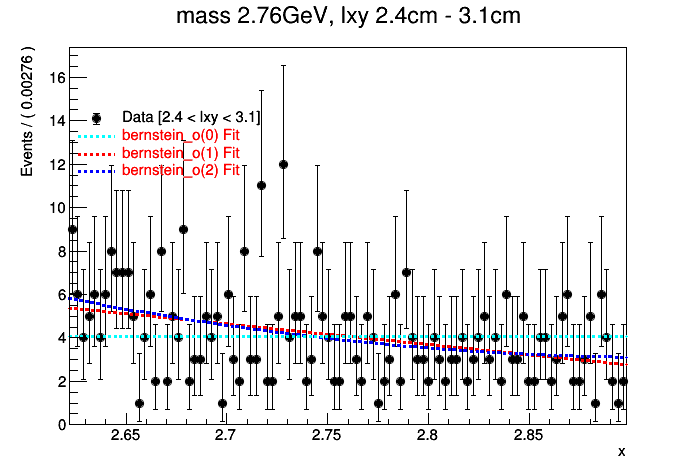 mass 2.76GeV, lxy 2.4cm - 3.1cm
Events / ( 0.00276 )
16
14
12
10
8
6
4
2
0
Data [2.4 < lxy < 3.1]
bernstein_o(0) Fit
bernstein_o(1) Fit
bernstein_o(2) Fit
2.65
2.7
2.75
2.8
2.85
x